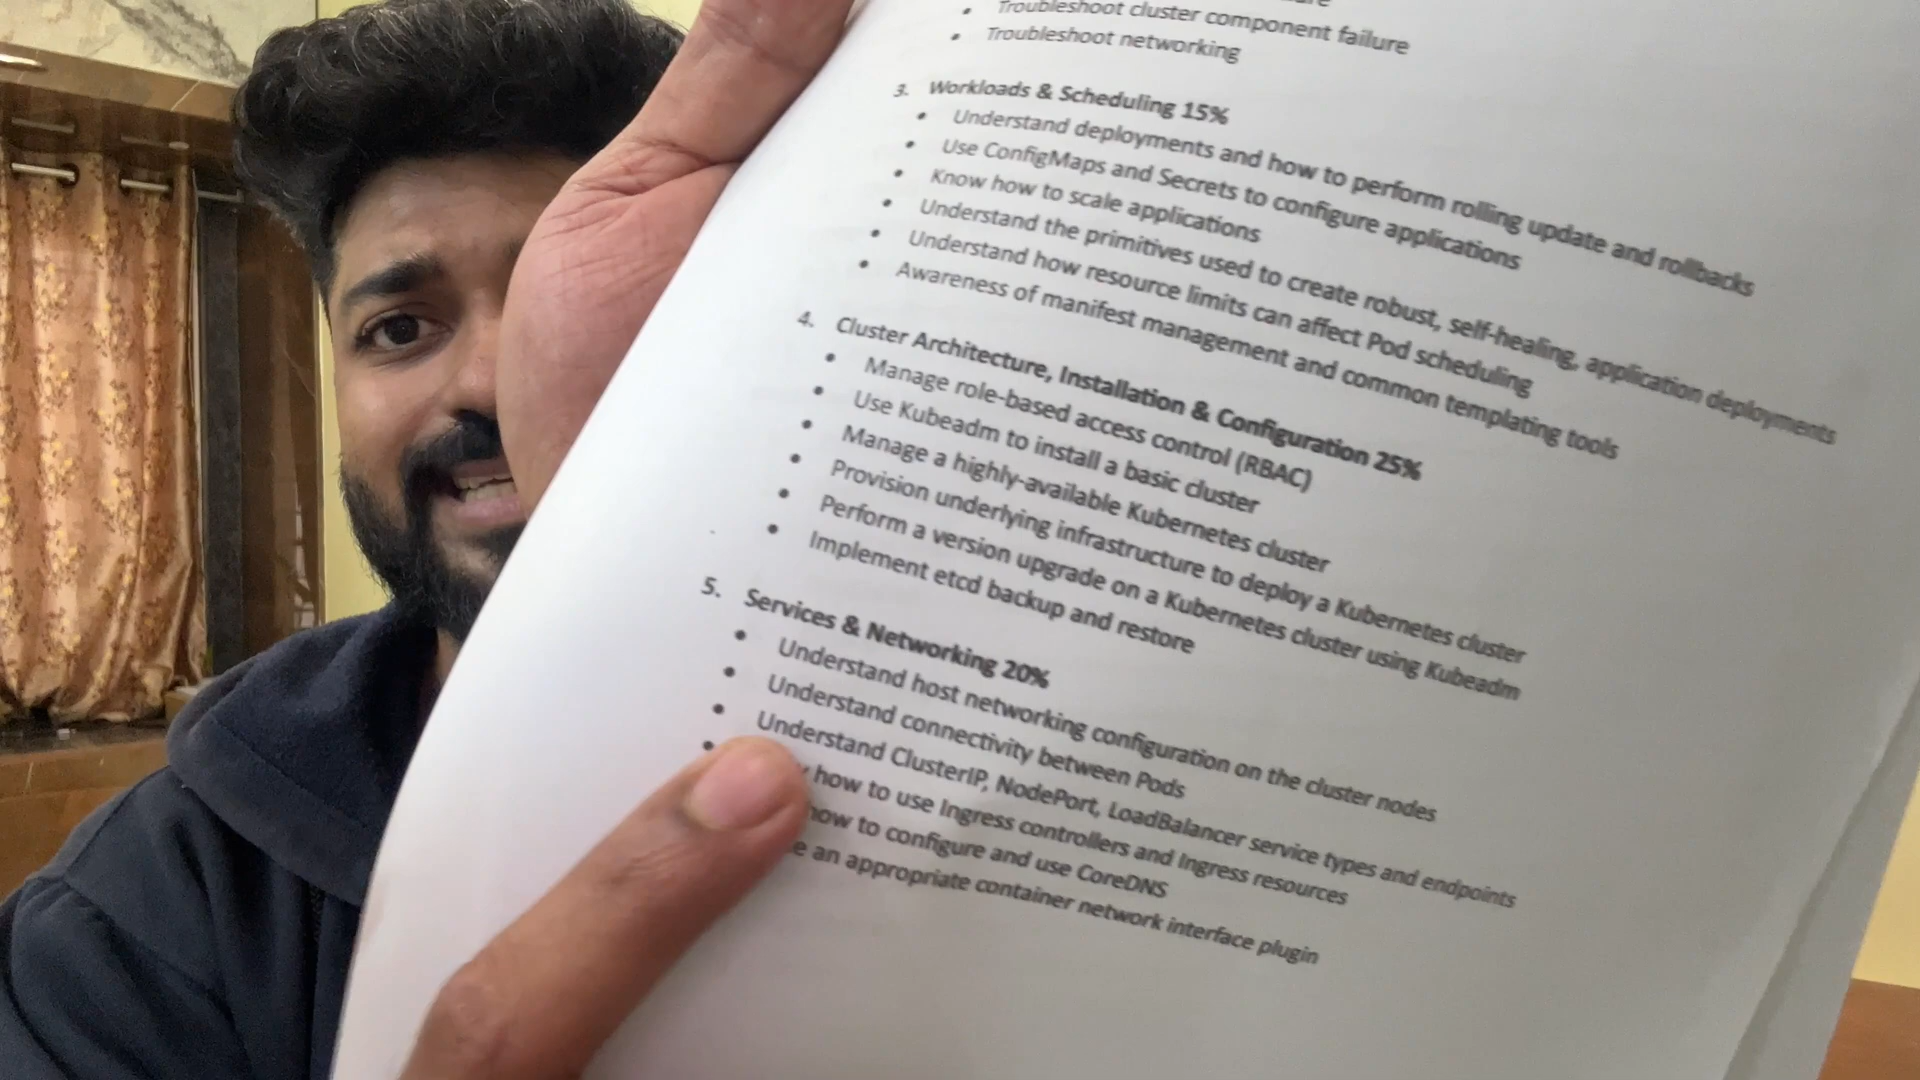 • Troubleshoot cluster component failure
• Troubleshoot networking
3. Workloads & Scheduling 15%
• Understand deployments and how to perform rolling update and rollbacks
• Use ConfigMaps and Secrets to configure applications
• Know how to scale applications
• Understand the primitives used to create robust, self-healing, application deployments
• Understand how resource limits can affect Pod scheduling
• Awareness of manifest management and common templating tools
4. Cluster Architecture, Installation & Configuration 25%
• Manage role-based access control (RBAC)
• Use Kubeadm to install a basic cluster
• Manage a highly-available Kubernetes cluster
• Provision underlying infrastructure to deploy a Kubernetes cluster
• Perform a version upgrade on a Kubernetes cluster using Kubeadm
• Implement etcd backup and restore
5. Services & Networking 20%
• Understand host networking configuration on the cluster nodes
• Understand connectivity between Pods
• Understand ClusterIP, NodePort, LoadBalancer service types and endpoints
• how to use Ingress controllers and Ingress resources
how to configure and use CoreDNS
an appropriate container network interface plugin